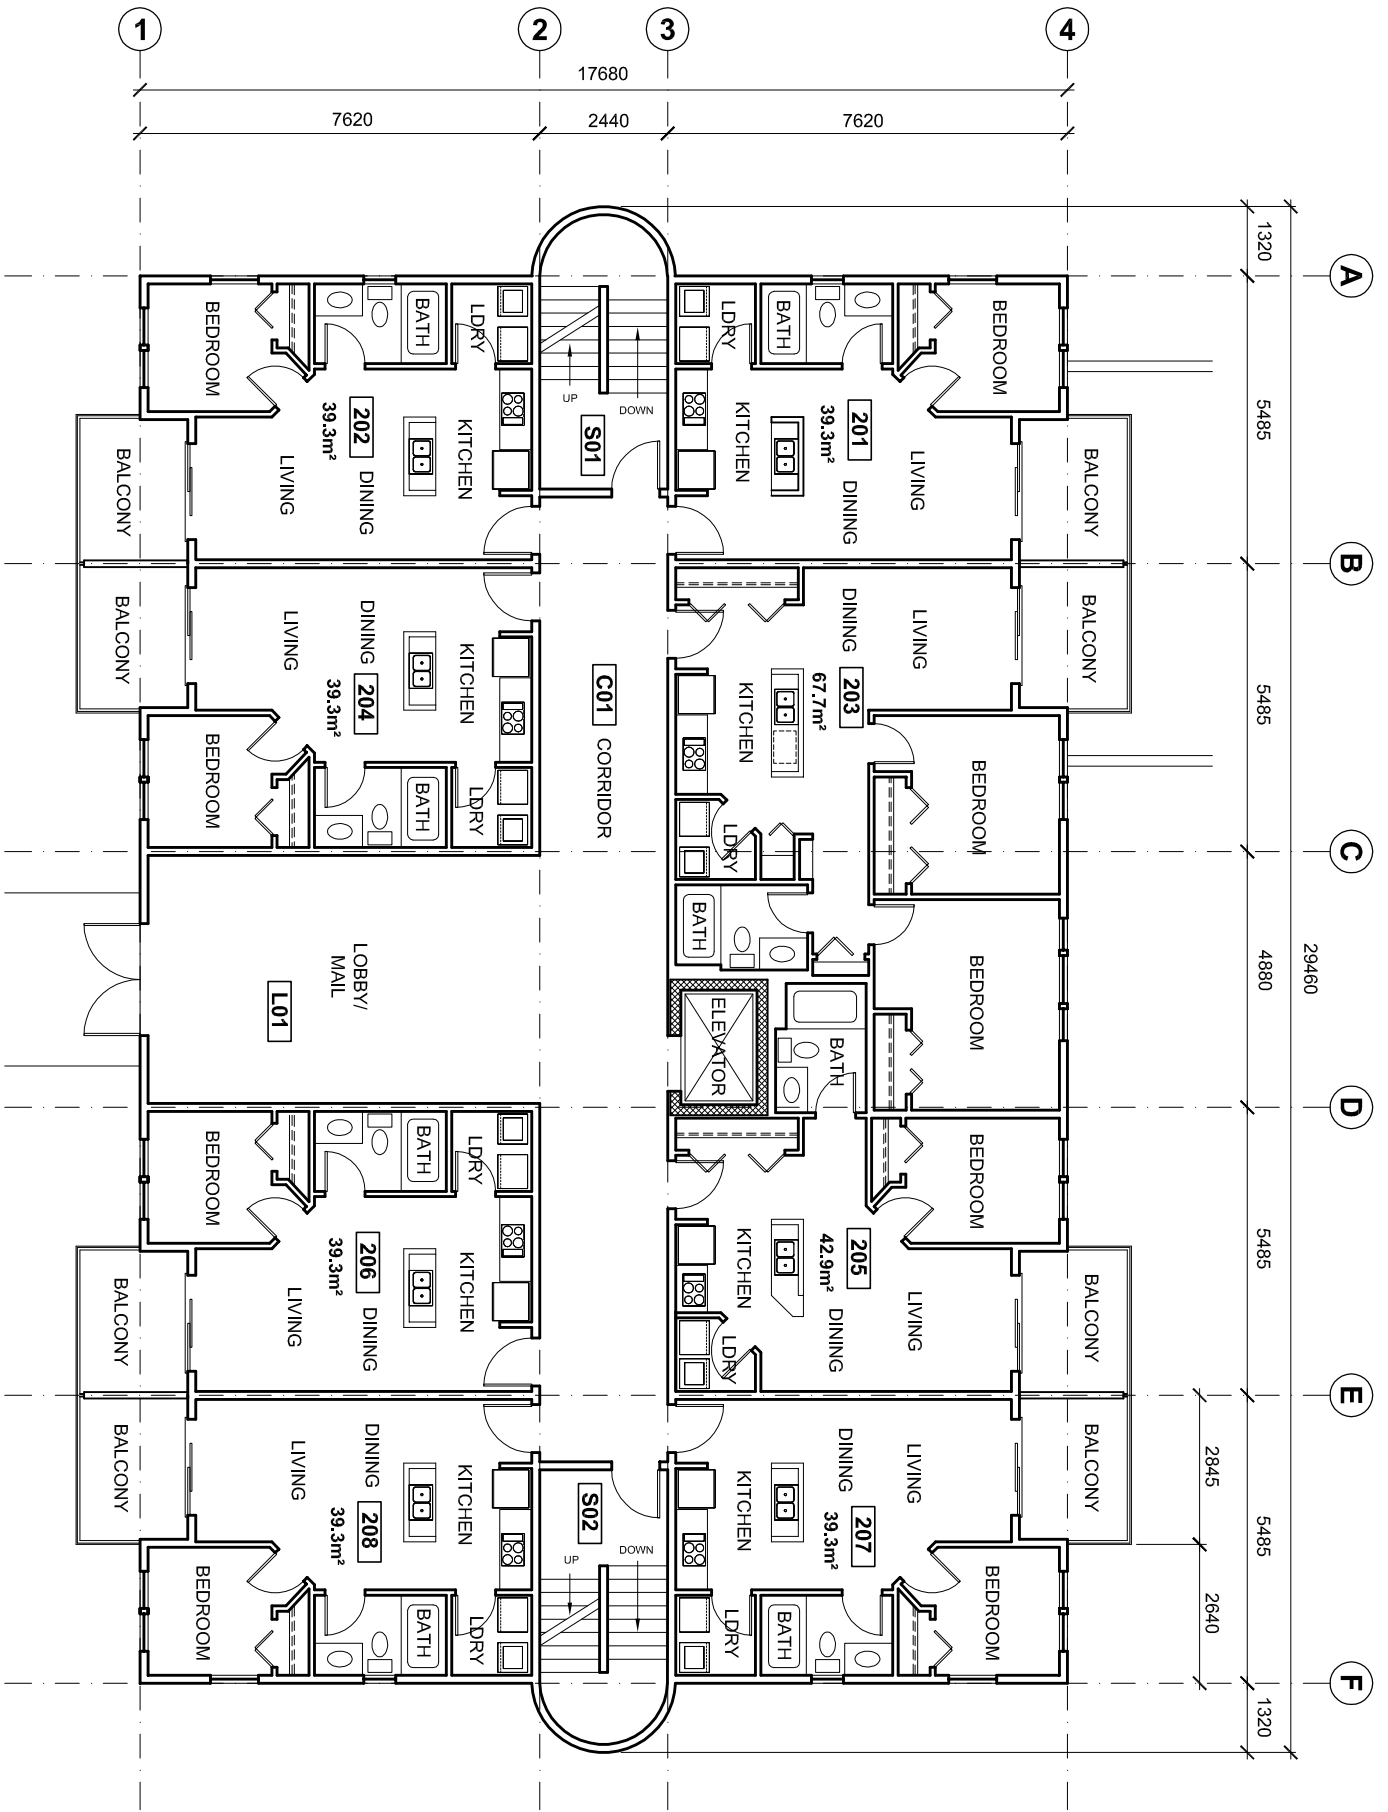 1
2
3
4
17680
7620
2440
7620
1320
A
5485
B
5485
C
4880
29460
D
5485
E
2845
5485
2640
F
1320
BEDROOM
BATH
LDRY
202
39.3m²
KITCHEN
LIVING
DINING
BALCONY
UP
DOWN
S01
LDRY
BATH
BEDROOM
KITCHEN
201
39.3m²
LIVING
DINING
BALCONY
BALCONY
LIVING
DINING
KITCHEN
204
39.3m²
BEDROOM
BATH
LDRY
C01
CORRIDOR
DINING
LIVING
BALCONY
203
67.7m²
KITCHEN
BEDROOM
LDRY
BATH
BEDROOM
LOBBY/
MAIL
L01
ELEVATOR
BATH
BEDROOM
BATH
LDRY
206
39.3m²
KITCHEN
LIVING
DINING
BALCONY
BEDROOM
205
42.9m²
KITCHEN
LIVING
DINING
LDRY
BALCONY
BALCONY
DINING
LIVING
KITCHEN
208
39.3m²
BEDROOM
BATH
LDRY
S02
UP
DOWN
DINING
LIVING
KITCHEN
207
39.3m²
BALCONY
LDRY
BATH
BEDROOM